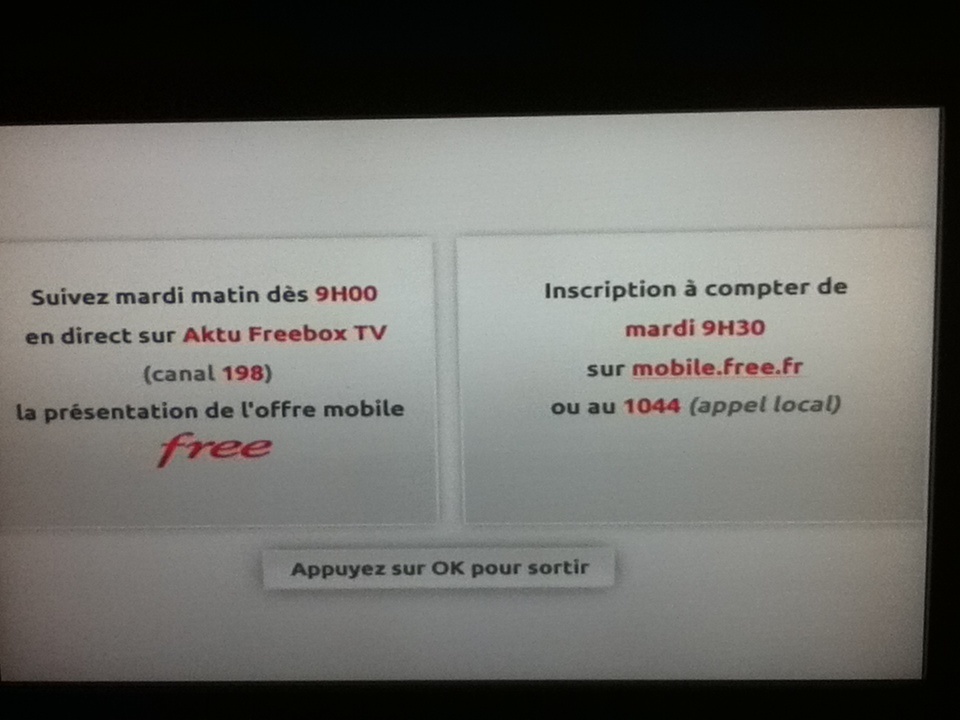 Suivez mardi matin dès 9H00
en direct sur Aktu Freebox TV
(canal 198)
la présentation de l'offre mobile
free
Inscription à compter de
mardi 9H30
sur mobile.free.fr
ou au 1044 (appel local)
Appuyez sur OK pour sortir